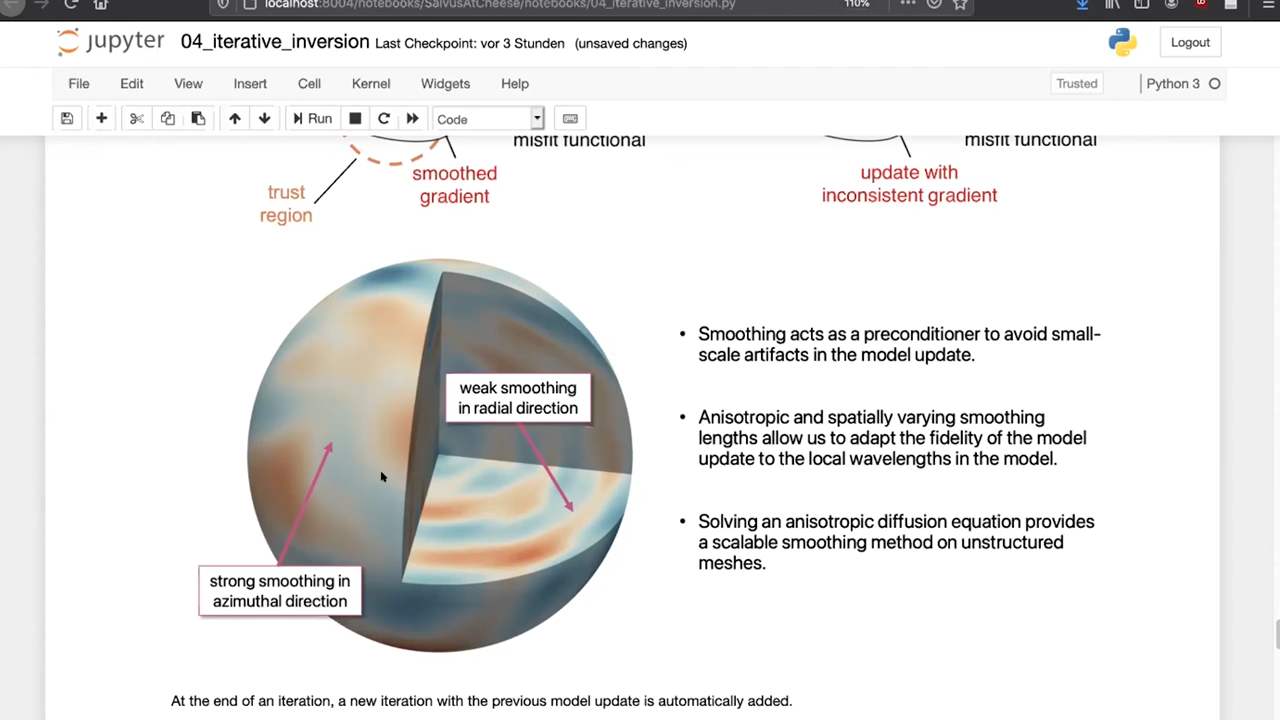 localhost:8004/notebooks/SalvusAtCheese/notebooks/04_iterative_inversion.py
110%
jupyter 04_iterative_inversion Last Checkpoint: vor 3 Stunden (unsaved changes)
Logout
File Edit View Insert Cell Kernel Widgets Help
Trusted
Python 3
Run
Code
misfit functional
misfit functional
trust
region
smoothed
gradient
update with
inconsistent gradient
weak smoothing
in radial direction
strong smoothing in
azimuthal direction
• Smoothing acts as a preconditioner to avoid small-
scale artifacts in the model update.
• Anisotropic and spatially varying smoothing
lengths allow us to adapt the fidelity of the model
update to the local wavelengths in the model.
• Solving an anisotropic diffusion equation provides
a scalable smoothing method on unstructured
meshes.
At the end of an iteration, a new iteration with the previous model update is automatically added.